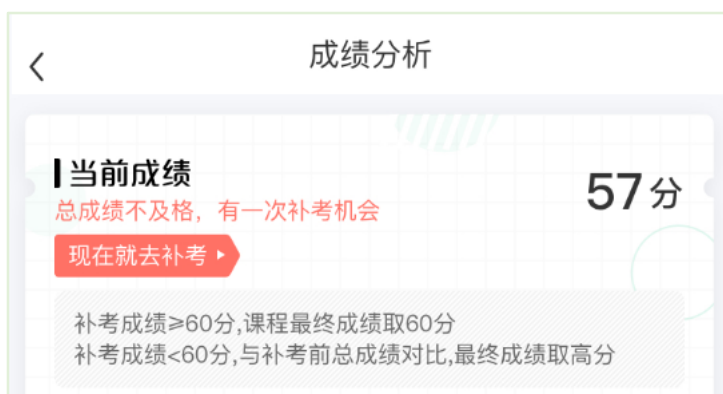 成绩分析
当前成绩
57分
总成绩不及格，有一次补考机会
现在就去补考
补考成绩≥60分,课程最终成绩取60分
补考成绩<60分,与补考前总成绩对比,最终成绩取高分